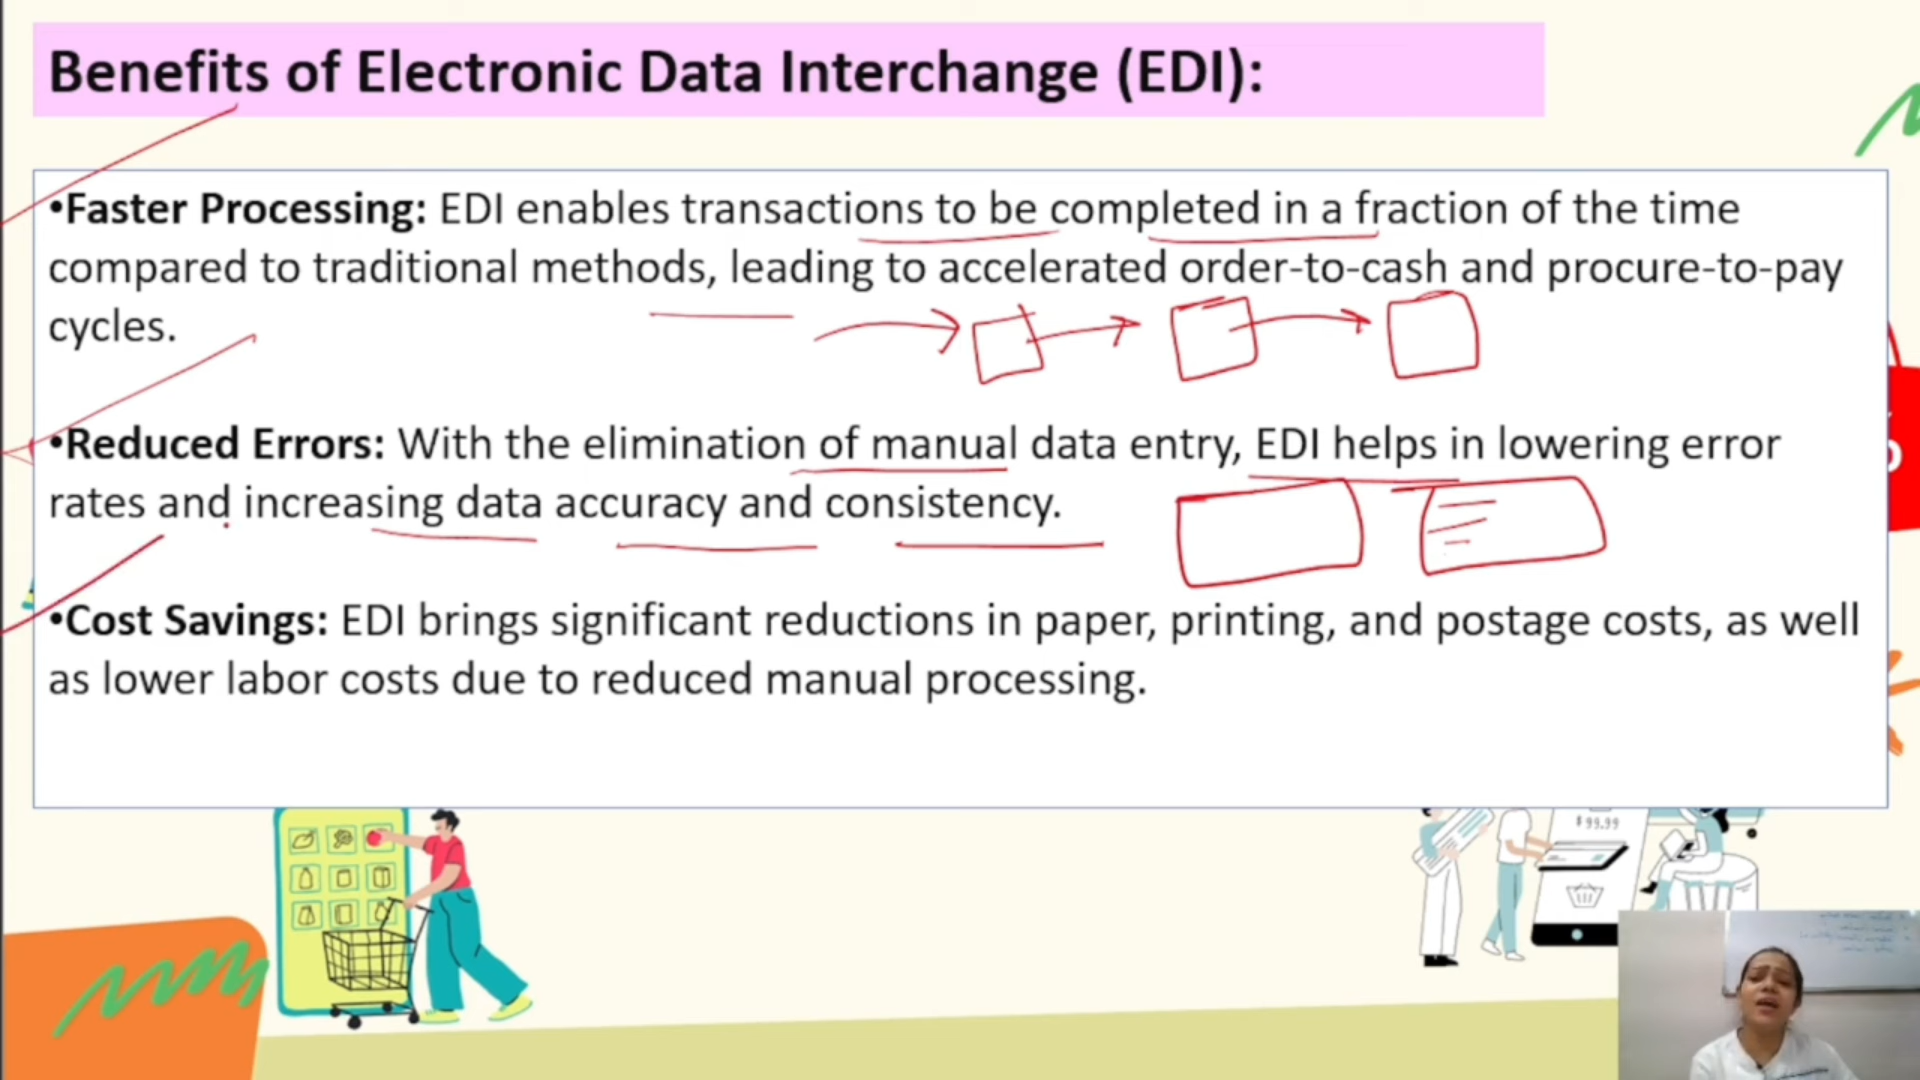 Benefits of Electronic Data Interchange (EDI):
•Faster Processing: EDI enables transactions to be completed in a fraction of the time
compared to traditional methods, leading to accelerated order-to-cash and procure-to-pay
cycles.
•Reduced Errors: With the elimination of manual data entry, EDI helps in lowering error
rates and increasing data accuracy and consistency.
•Cost Savings: EDI brings significant reductions in paper, printing, and postage costs, as well
as lower labor costs due to reduced manual processing.
$99.99